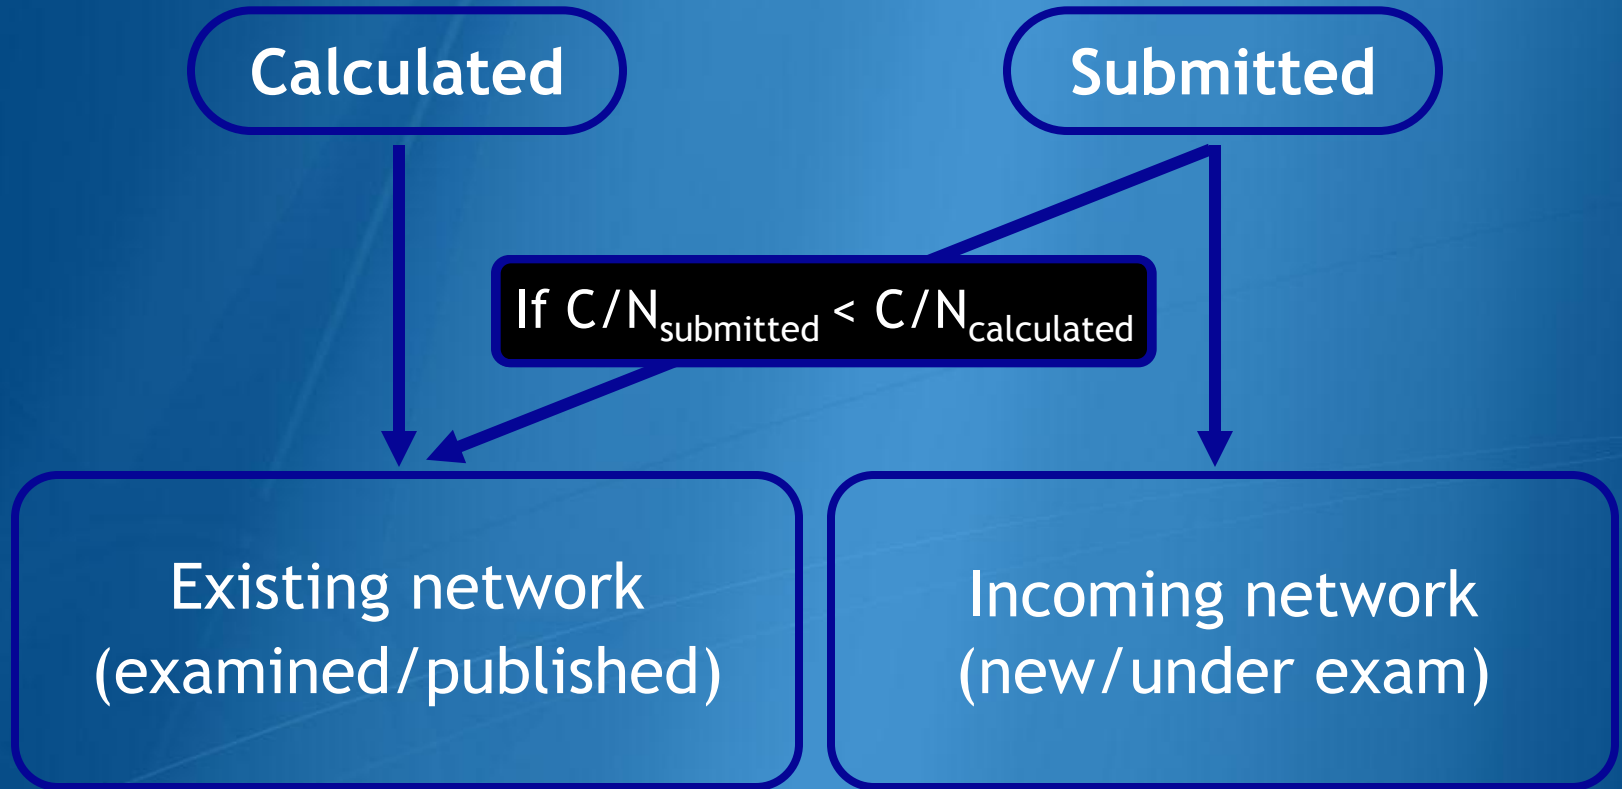 Calculated
Submitted
If C/Nsubmitted < C/Ncalculated
Existing network
(examined/published)
Incoming network
(new/under exam)